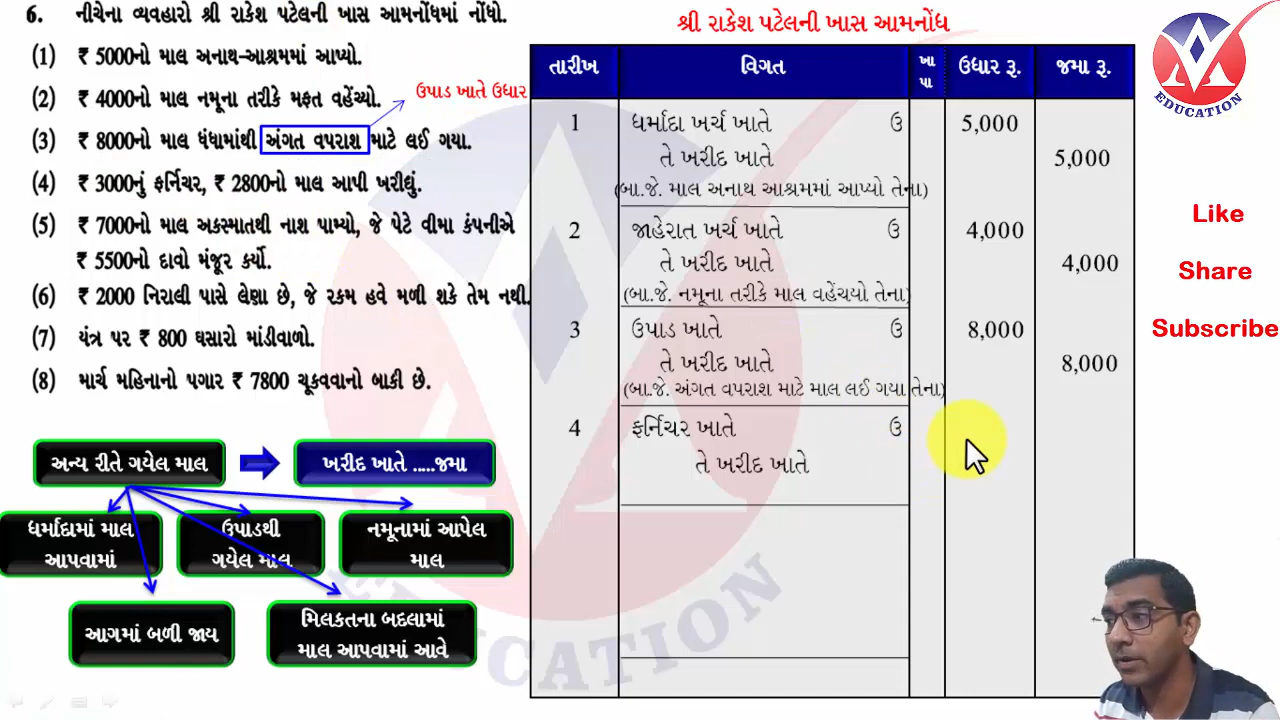 6. નીચેના વ્યવહારો શ્રી રાકેશ પટેલની ખાસ આમનોંધમાં નોંધો.
(1) ₹ 5000નો માલ અનાથ-આશ્રમમાં આપ્યો.
(2) ₹ 4000નો માલ નમૂના તરીકે મફત વહેંચ્યો.
ઉપાડ ખાતે ઉધાર
(3) ₹ 8000નો માલ ધંધામાંથી અંગત વપરાશ માટે લઈ ગયા.
(4) ₹ 3000નું ફર્નિચર, ₹ 2800નો માલ આપી ખરીદ્યું.
(5) ₹ 7000નો માલ અકસ્માતથી નાશ પામ્યો, જે પેટે વીમા કંપનીએ
₹ 5500નો દાવો મંજૂર કર્યો.
(6) ₹ 2000 નિરાલી પાસે લેણા છે, જે રકમ હવે મળી શકે તેમ નથી.
(7) યંત્ર પર ₹ 800 ઘસારો માંડીવાળો.
(8) માર્ચ મહિનાનો પગાર ₹ 7800 ચૂકવવાનો બાકી છે.
અન્ય રીતે ગયેલ માલ
ખરીદ ખાતે .....જમા
ધર્માદામાં માલ
આપવામાં
ઉપાડથી
ગયેલ માલ
નમૂનામાં આપેલ
માલ
આગમાં બળી જાય
મિલકતના બદલામાં
માલ આપવામાં આવે
શ્રી રાકેશ પટેલની ખાસ આમનોંધ
તારીખ વિગત ખા પા ઉધાર રૂ. જમા રૂ.
1 ધર્માદા ખર્ચ ખાતે ઉ 5,000
તે ખરીદ ખાતે 5,000
(બા.જે. માલ અનાથ આશ્રમમાં આપ્યો તેના)
2 જાહેરાત ખર્ચ ખાતે ઉ 4,000
તે ખરીદ ખાતે 4,000
(બા.જે. નમૂના તરીકે માલ વહેંચયો તેના)
3 ઉપાડ ખાતે ઉ 8,000
તે ખરીદ ખાતે 8,000
(બા.જે. અંગત વપરાશ માટે માલ લઈ ગયા તેના)
4 ફર્નિચર ખાતે ઉ
તે ખરીદ ખાતે
EDUCATION
Like
Share
Subscribe
EDUCATION